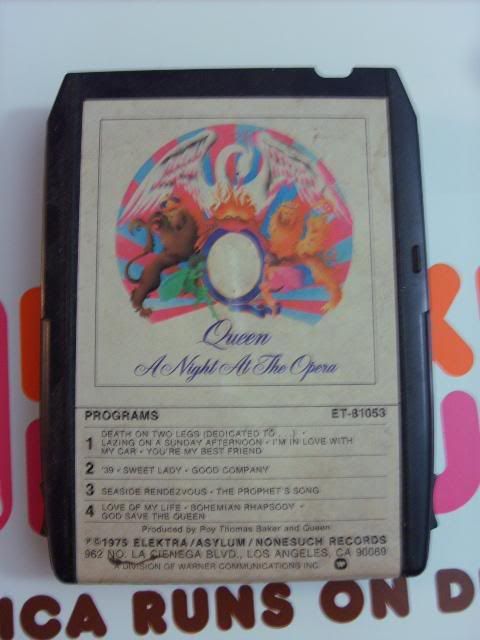 Queen
A Night At The Opera
PROGRAMS ET-81053
1 DEATH ON TWO LEGS (DEDICATED TO . . . ) •
LAZING ON A SUNDAY AFTERNOON • I'M IN LOVE WITH
MY CAR • YOU'RE MY BEST FRIEND
2 '39 • SWEET LADY • GOOD COMPANY
3 SEASIDE RENDEZVOUS • THE PROPHET'S SONG
4 LOVE OF MY LIFE • BOHEMIAN RHAPSODY •
GOD SAVE THE QUEEN
Produced by Roy Thomas Baker and Queen
℗©1975 ELEKTRA/ASYLUM/NONESUCH RECORDS
962 NO. LA CIENEGA BLVD., LOS ANGELES, CA 90069
A DIVISION OF WARNER COMMUNICATIONS INC.
ICA RUNS ON D